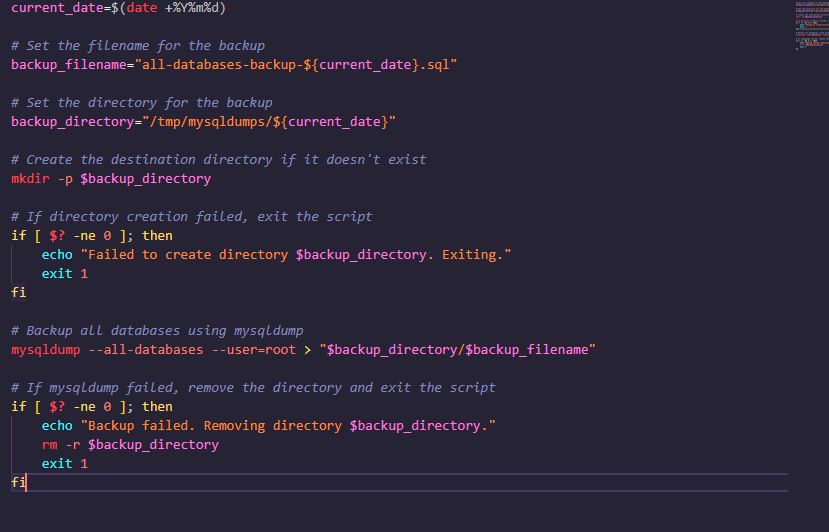 current_date=$(date +%Y%m%d)
# Set the filename for the backup
backup_filename="all-databases-backup-${current_date}.sql"
# Set the directory for the backup
backup_directory="/tmp/mysqldumps/${current_date}"
# Create the destination directory if it doesn't exist
mkdir -p $backup_directory
# If directory creation failed, exit the script
if [ $? -ne 0 ]; then
    echo "Failed to create directory $backup_directory. Exiting."
    exit 1
fi
# Backup all databases using mysqldump
mysqldump --all-databases --user=root > "$backup_directory/$backup_filename"
# If mysqldump failed, remove the directory and exit the script
if [ $? -ne 0 ]; then
    echo "Backup failed. Removing directory $backup_directory."
    rm -r $backup_directory
    exit 1
fi